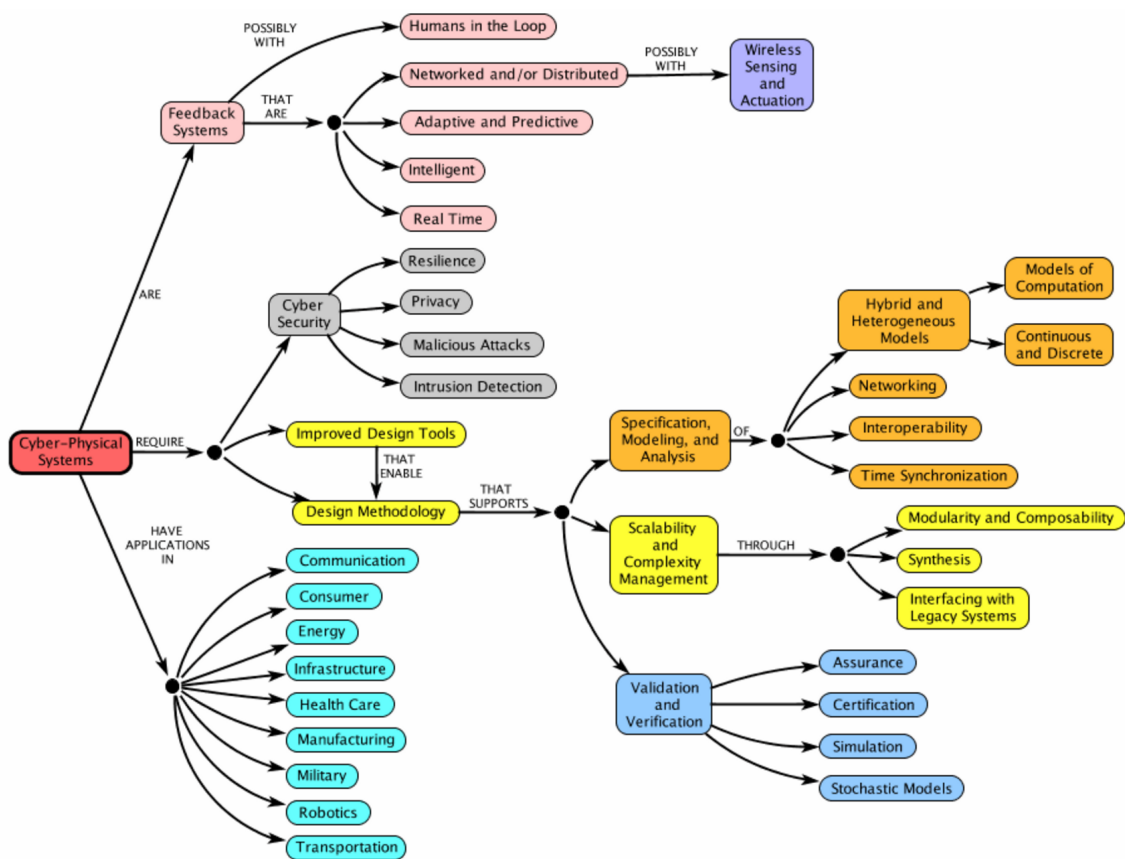 POSSIBLY
WITH
Humans in the Loop
Networked and/or Distributed
POSSIBLY
WITH
Wireless
Sensing
and
Actuation
Feedback
Systems
THAT
ARE
Adaptive and Predictive
Intelligent
Real Time
ARE
Cyber
Security
Resilience
Privacy
Malicious Attacks
Intrusion Detection
Cyber-Physical
Systems
REQUIRE
Improved Design Tools
THAT
ENABLE
Design Methodology
THAT
SUPPORTS
Specification,
Modeling, and
Analysis
OF
Hybrid and
Heterogeneous
Models
Models of
Computation
Continuous
and Discrete
Networking
Interoperability
Time Synchronization
Scalability
and
Complexity
Management
THROUGH
Modularity and Composability
Synthesis
Interfacing with
Legacy Systems
Validation
and
Verification
Assurance
Certification
Simulation
Stochastic Models
HAVE
APPLICATIONS
IN
Communication
Consumer
Energy
Infrastructure
Health Care
Manufacturing
Military
Robotics
Transportation